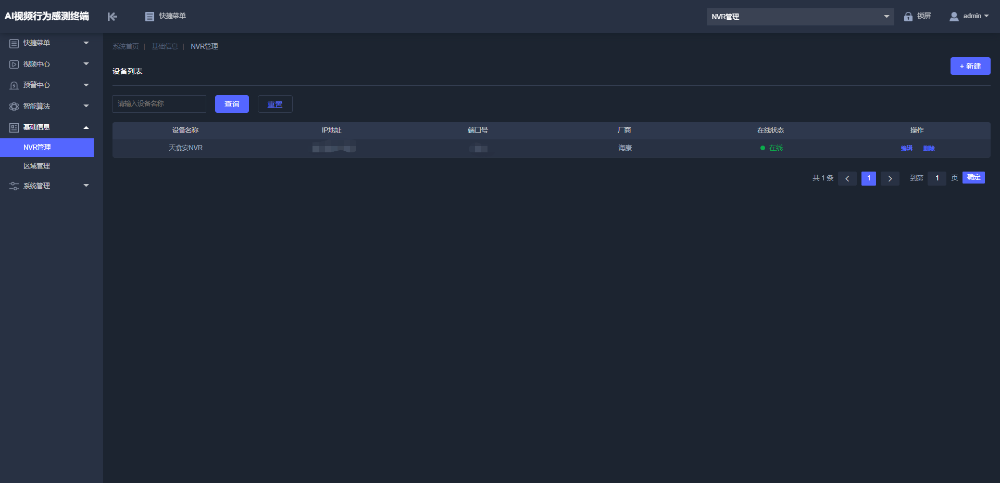 AI视频行为感测终端
快捷菜单
NVR管理
锁屏
admin
快捷菜单
视频中心
预警中心
智能算法
基础信息
NVR管理
区域管理
系统管理
系统首页 | 基础信息 | NVR管理
设备列表
+ 新建
请输入设备名称
查询
重置
设备名称 IP地址 端口号 厂商 在线状态 操作
天食安NVR 海康 在线 编辑 删除
共 1 条 1 到第 1 页 确定